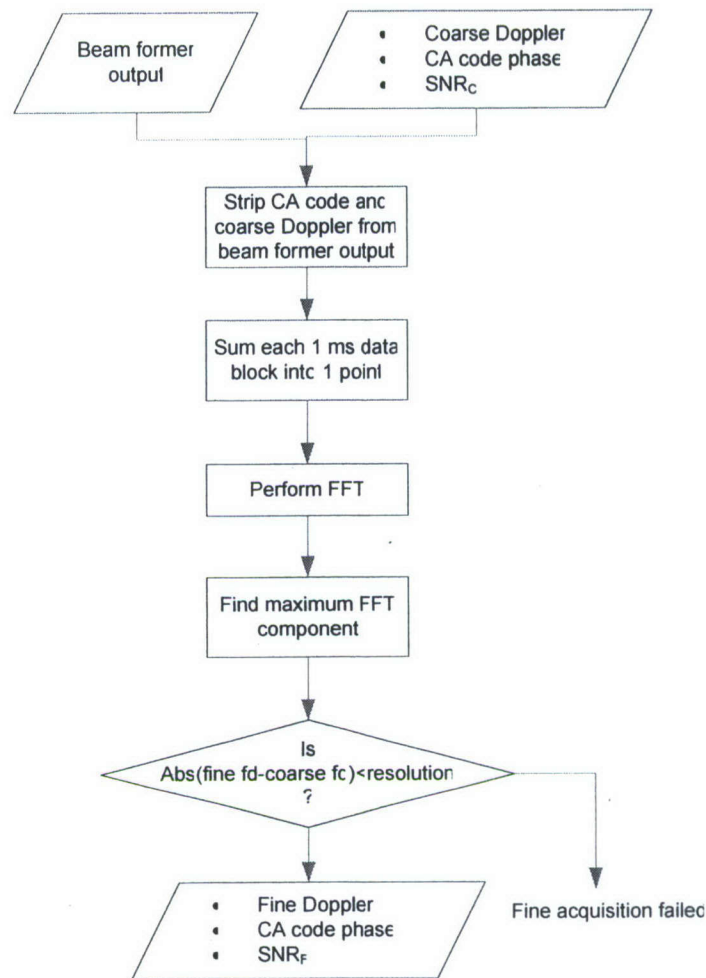 Beam former
output
• Coarse Doppler
• CA code phase
• SNRC
Strip CA code and
coarse Doppler from
beam former output
Sum each 1 ms data
block into 1 point
Perform FFT
Find maximum FFT
component
Is
Abs(fine fd-coarse fc)<resolution
?
• Fine Doppler
• CA code phase
• SNRF
Fine acquisition failed